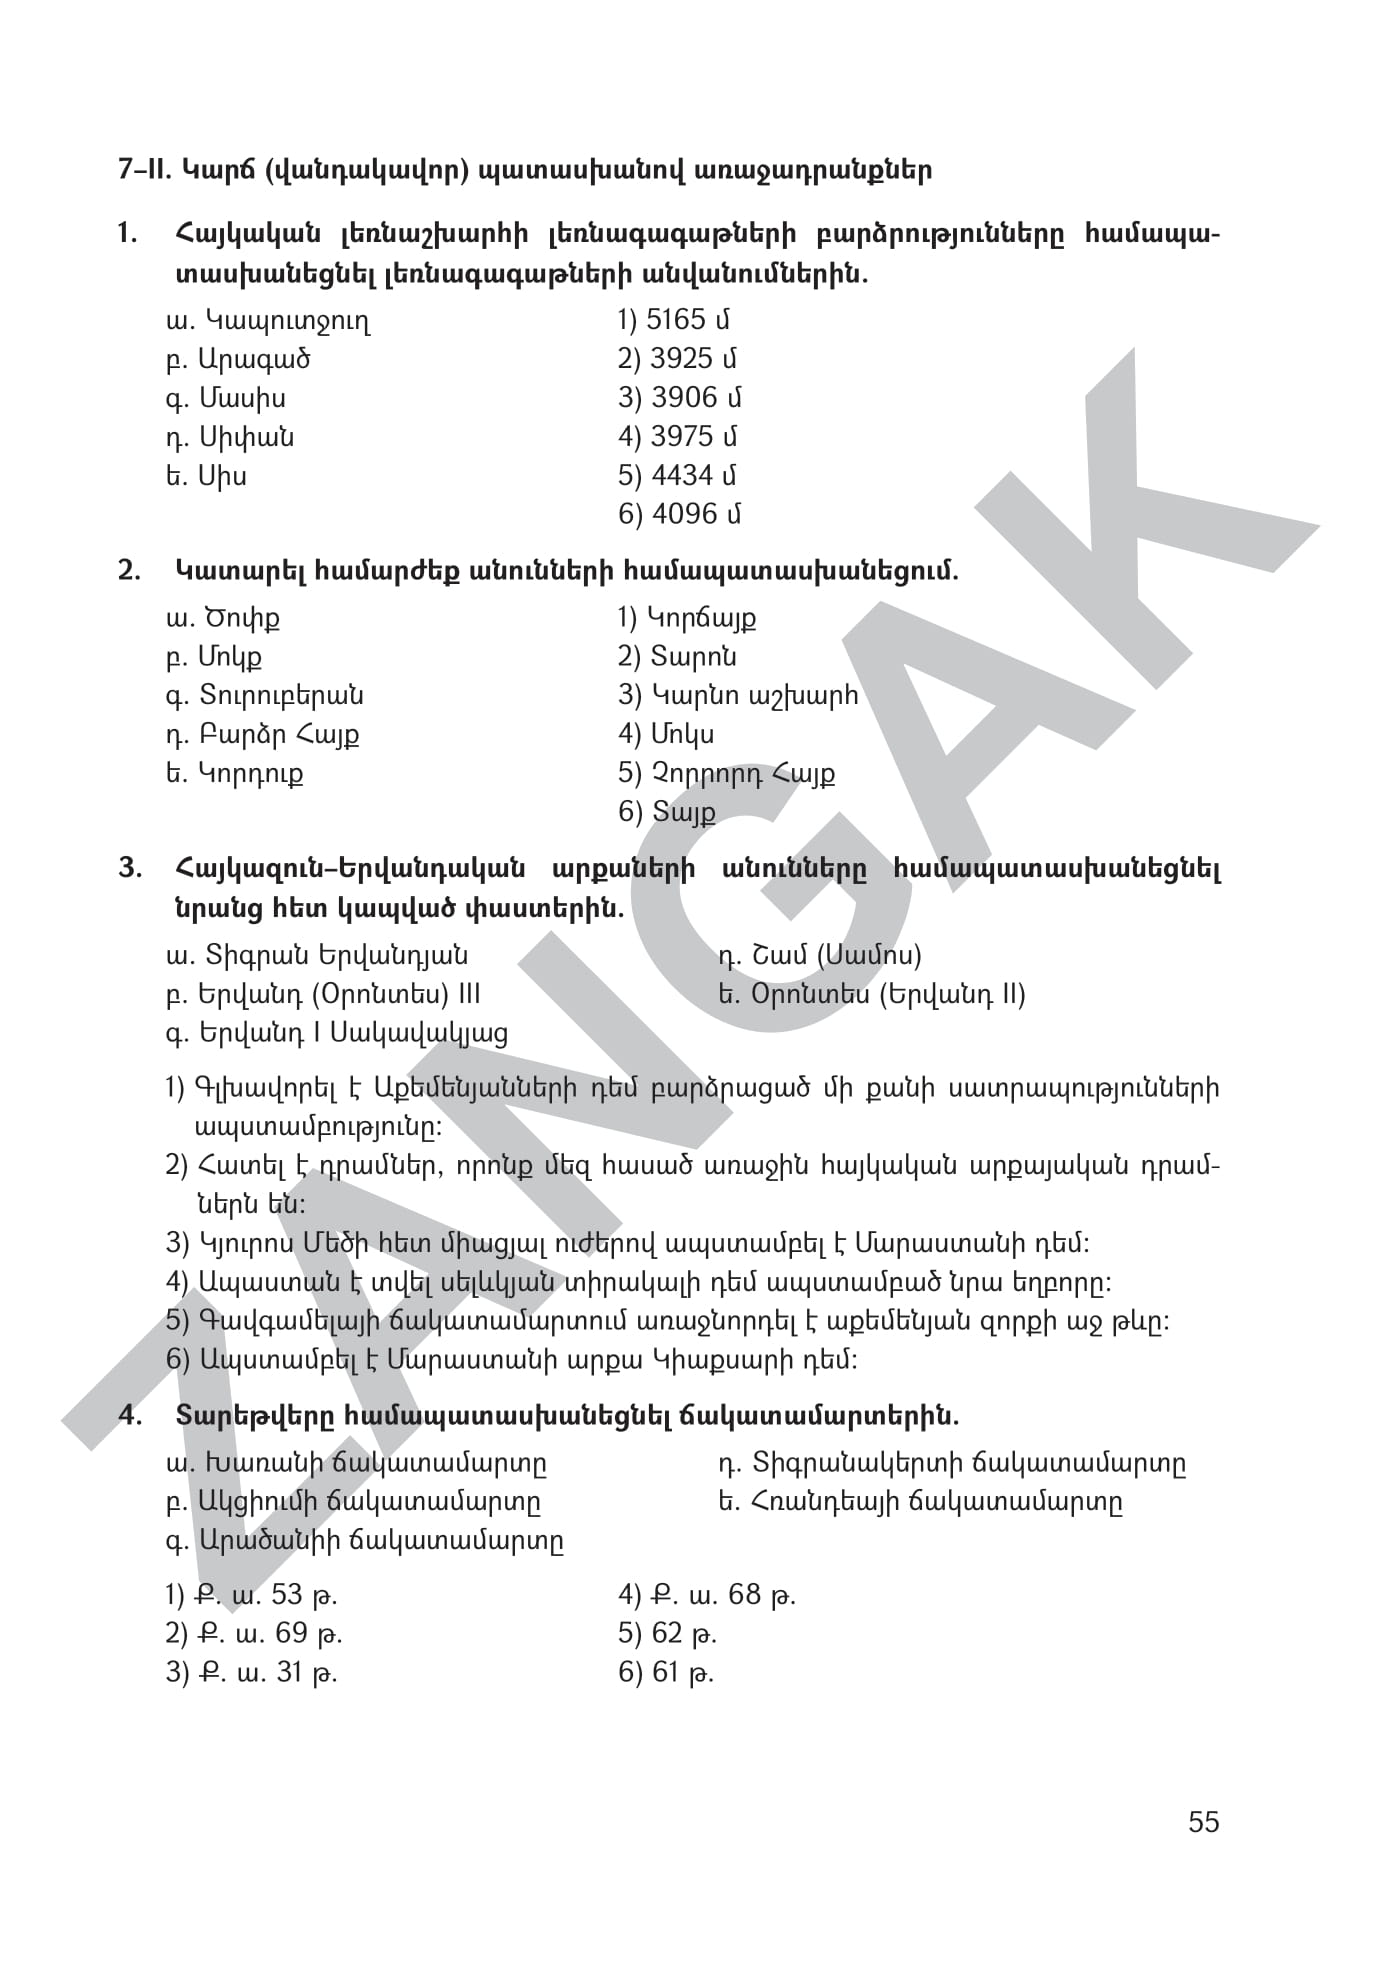 7–II. Կարճ (վանդակավոր) պատասխանով առաջադրանքներ
1. Հայկական լեռնաշխարհի լեռնագագաթների բարձրությունները համապա-
տասխանեցնել լեռնագագաթների անվանումներին.
ա. Կապուտջուղ 1) 5165 մ
բ. Արագած 2) 3925 մ
գ. Մասիս 3) 3906 մ
դ. Սիփան 4) 3975 մ
ե. Սիս 5) 4434 մ
6) 4096 մ
2. Կատարել համարժեք անունների համապատասխանեցում.
ա. Ծոփք 1) Կորճայք
բ. Մոկք 2) Տարոն
գ. Տուրուբերան 3) Կարնո աշխարհ
դ. Բարձր Հայք 4) Մոկս
ե. Կորդուք 5) Չորրորդ Հայք
6) Տայք
3. Հայկազուն–Երվանդական արքաների անունները համապատասխանեցնել
նրանց հետ կապված փաստերին.
ա. Տիգրան Երվանդյան դ. Շամ (Սամոս)
բ. Երվանդ (Օրոնտես) III ե. Օրոնտես (Երվանդ II)
գ. Երվանդ I Սակավակյաց
1) Գլխավորել է Աքեմենյանների դեմ բարձրացած մի քանի սատրապությունների
ապստամբությունը:
2) Հատել է դրամներ, որոնք մեզ հասած առաջին հայկական արքայական դրամ-
ներն են:
3) Կյուրոս Մեծի հետ միացյալ ուժերով ապստամբել է Մարաստանի դեմ:
4) Ապաստան է տվել սելևկյան տիրակալի դեմ ապստամբած նրա եղբորը:
5) Գավգամելայի ճակատամարտում առաջնորդել է աքեմենյան զորքի աջ թևը:
6) Ապստամբել է Մարաստանի արքա Կիաքսարի դեմ:
4. Տարեթվերը համապատասխանեցնել ճակատամարտերին.
ա. Խառանի ճակատամարտը դ. Տիգրանակերտի ճակատամարտը
բ. Ակցիումի ճակատամարտը ե. Հռանդեայի ճակատամարտը
գ. Արածանիի ճակատամարտը
1) Ք. ա. 53 թ. 4) Ք. ա. 68 թ.
2) Ք. ա. 69 թ. 5) 62 թ.
3) Ք. ա. 31 թ. 6) 61 թ.
55
ZANGAK